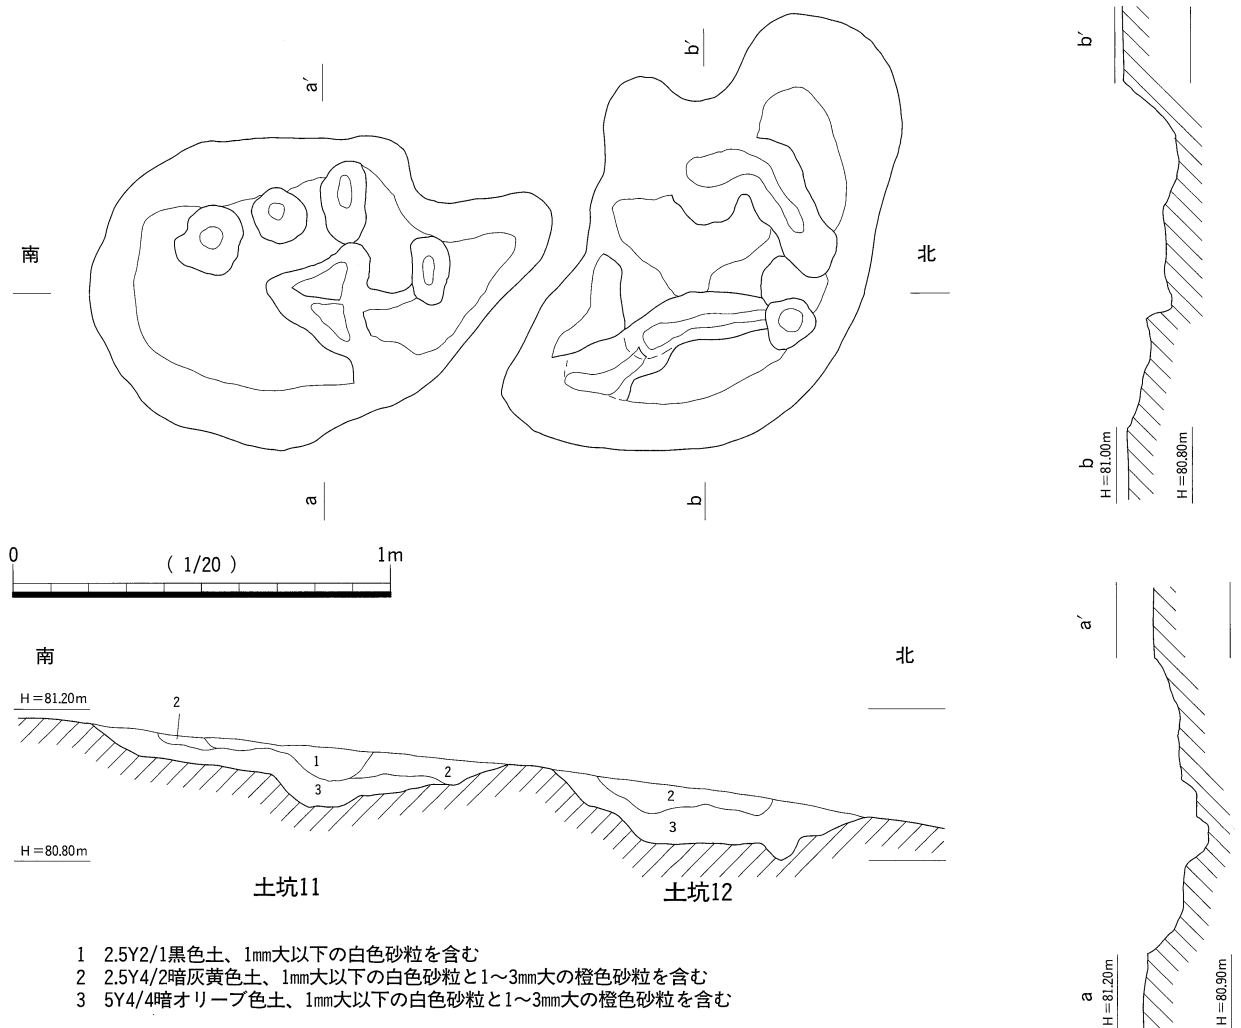 a′
b′
南
北
a
b
0
( 1/20 )
1m
b′
b
H＝81.00m
H＝80.80m
南
北
H＝81.20m
2
1
2
3
2
3
H＝80.80m
土坑11
土坑12
a′
a
H＝81.20m
H＝80.90m
1 2.5Y2/1黒色土、1㎜大以下の白色砂粒を含む
2 2.5Y4/2暗灰黄色土、1㎜大以下の白色砂粒と1～3㎜大の橙色砂粒を含む
3 5Y4/4暗オリーブ色土、1㎜大以下の白色砂粒と1～3㎜大の橙色砂粒を含む